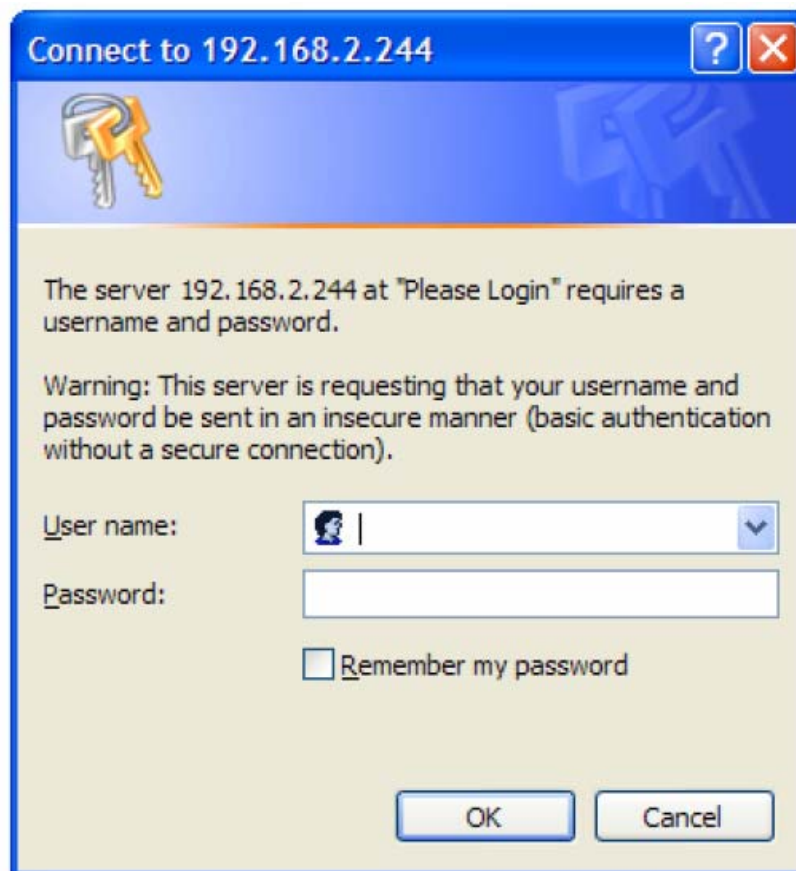 Connect to 192.168.2.244
The server 192.168.2.244 at "Please Login" requires a
username and password.
Warning: This server is requesting that your username and
password be sent in an insecure manner (basic authentication
without a secure connection).
User name:
Password:
Remember my password
OK
Cancel